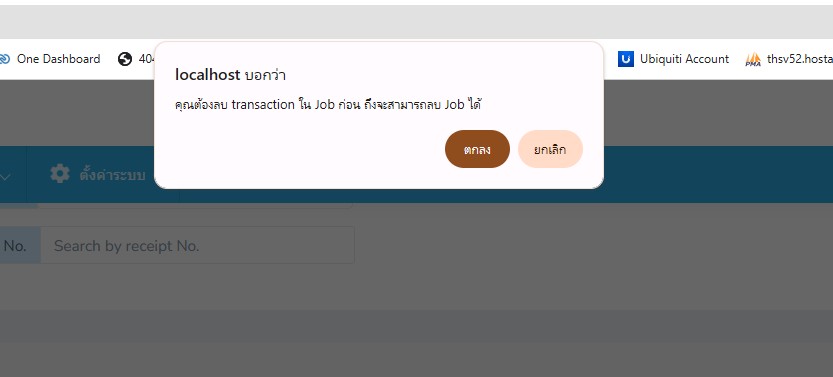 One Dashboard
404
Ubiquiti Account
thsv52.hosta
localhost บอกว่า
คุณต้องลบ transaction ใน Job ก่อน ถึงจะสามารถลบ Job ได้
ตกลง
ยกเลิก
ตั้งค่าระบบ
No.
Search by receipt No.